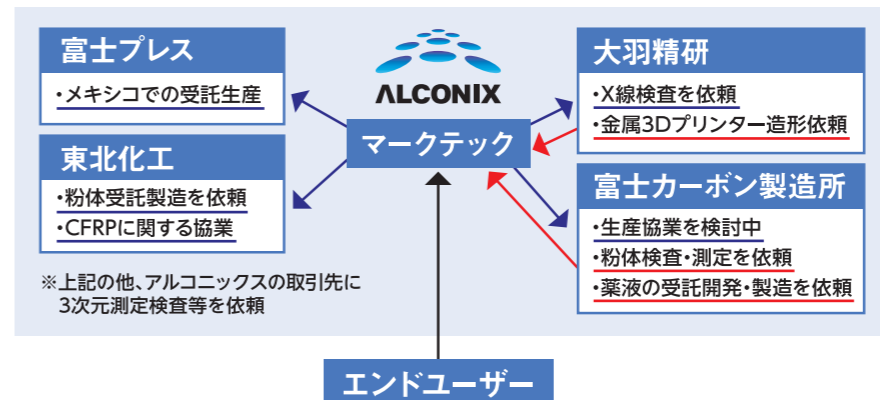 富士プレス
・メキシコでの受託生産
東北化工
・粉体受託製造を依頼
・CFRPに関する協業
※上記の他、アルコニックスの取引先に
3次元測定検査等を依頼
ALCONIX
マークテック
大羽精研
・X線検査を依頼
・金属3Dプリンター造形依頼
富士カーボン製造所
・生産協業を検討中
・粉体検査・測定を依頼
・薬液の受託開発・製造を依頼
エンドユーザー